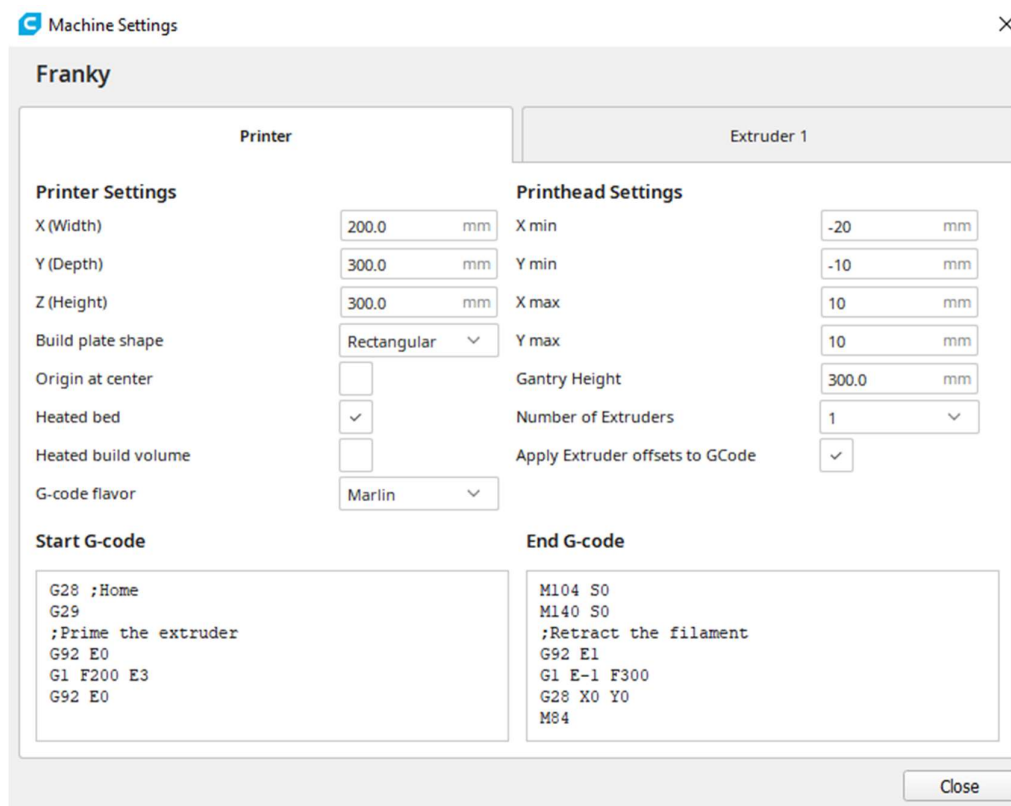 Machine Settings
Franky
Printer
Extruder 1
Printer Settings
X (Width)
200.0 mm
Y (Depth)
300.0 mm
Z (Height)
300.0 mm
Build plate shape
Rectangular
Origin at center
Heated bed
Heated build volume
G-code flavor
Marlin
Printhead Settings
X min
-20 mm
Y min
-10 mm
X max
10 mm
Y max
10 mm
Gantry Height
300.0 mm
Number of Extruders
1
Apply Extruder offsets to GCode
Start G-code
G28 ;Home
G29
;Prime the extruder
G92 E0
G1 F200 E3
G92 E0
End G-code
M104 S0
M140 S0
;Retract the filament
G92 E1
G1 E-1 F300
G28 X0 Y0
M84
Close